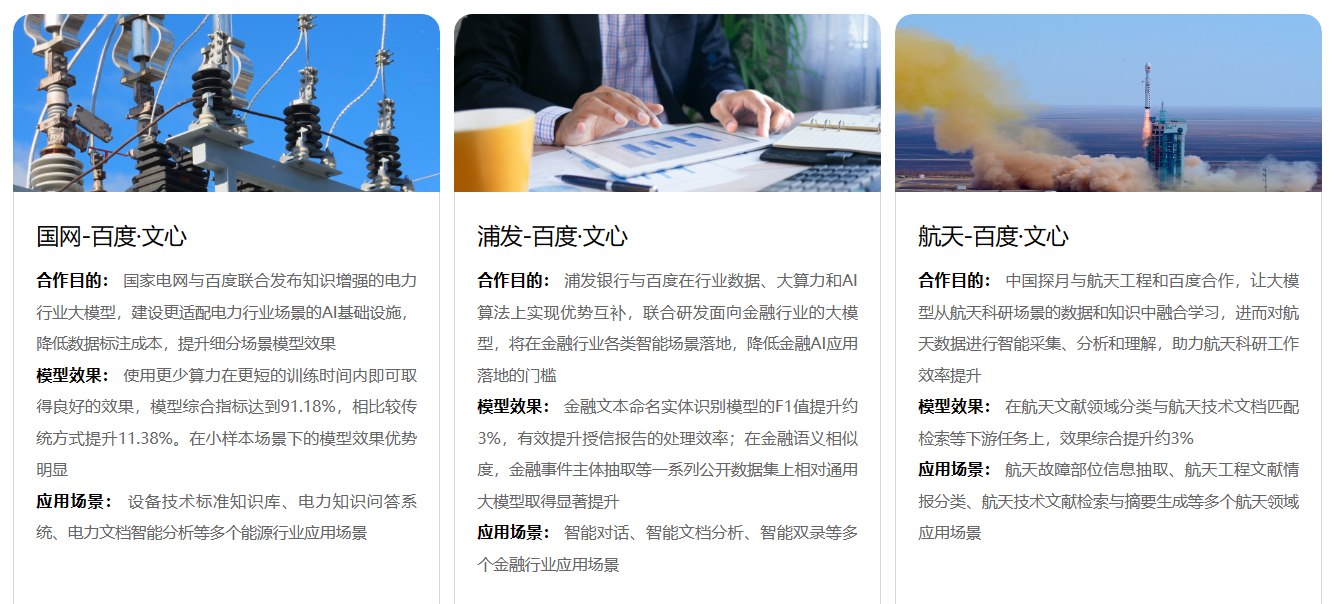 国网-百度·文心
合作目的： 国家电网与百度联合发布知识增强的电力
行业大模型，建设更适配电力行业场景的AI基础设施，
降低数据标注成本，提升细分场景模型效果
模型效果： 使用更少算力在更短的训练时间内即可取
得良好的效果，模型综合指标达到91.18%，相比较传
统方式提升11.38%。在小样本场景下的模型效果优势
明显
应用场景： 设备技术标准知识库、电力知识问答系
统、电力文档智能分析等多个能源行业应用场景
浦发-百度·文心
合作目的： 浦发银行与百度在行业数据、大算力和AI
算法上实现优势互补，联合研发面向金融行业的大模
型，将在金融行业各类智能场景落地，降低金融AI应用
落地的门槛
模型效果： 金融文本命名实体识别模型的F1值提升约
3%，有效提升授信报告的处理效率；在金融语义相似
度，金融事件主体抽取等一系列公开数据集上相对通用
大模型取得显著提升
应用场景： 智能对话、智能文档分析、智能双录等多
个金融行业应用场景
航天-百度·文心
合作目的： 中国探月与航天工程和百度合作，让大模
型从航天科研场景的数据和知识中融合学习，进而对航
天数据进行智能采集、分析和理解，助力航天科研工作
效率提升
模型效果： 在航天文献领域分类与航天技术文档匹配
检索等下游任务上，效果综合提升约3%
应用场景： 航天故障部位信息抽取、航天工程文献情
报分类、航天技术文献检索与摘要生成等多个航天领域
应用场景